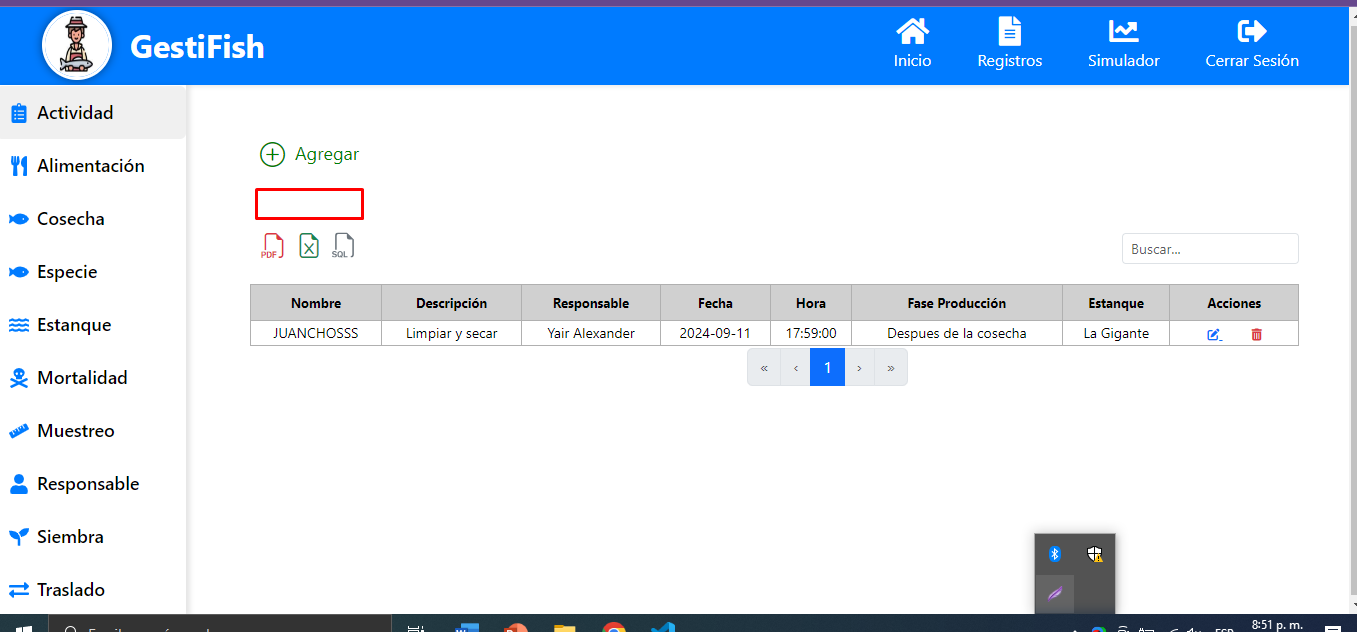 GestiFish
Inicio
Registros
Simulador
Cerrar Sesión
Actividad
Alimentación
Cosecha
Especie
Estanque
Mortalidad
Muestreo
Responsable
Siembra
Traslado
Agregar
PDF
X
SQL
Buscar...
Nombre Descripción Responsable Fecha Hora Fase Producción Estanque Acciones
JUANCHOSSS Limpiar y secar Yair Alexander 2024-09-11 17:59:00 Despues de la cosecha La Gigante
« ‹ 1 › »
8:51 p. m.